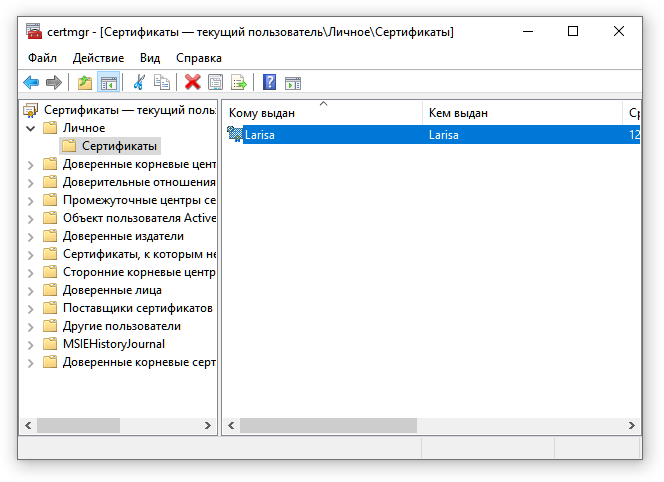 certmgr - [Сертификаты — текущий пользователь\Личное\Сертификаты]
Файл Действие Вид Справка
Сертификаты — текущий поль
Личное
Сертификаты
Доверенные корневые цент
Доверительные отношения
Промежуточные центры се
Объект пользователя Active
Доверенные издатели
Сертификаты, к которым не
Сторонние корневые центр
Доверенные лица
Поставщики сертификатов
Другие пользователи
MSIEHistoryJournal
Доверенные корневые серт
Кому выдан Кем выдан Ср
Larisa Larisa 12